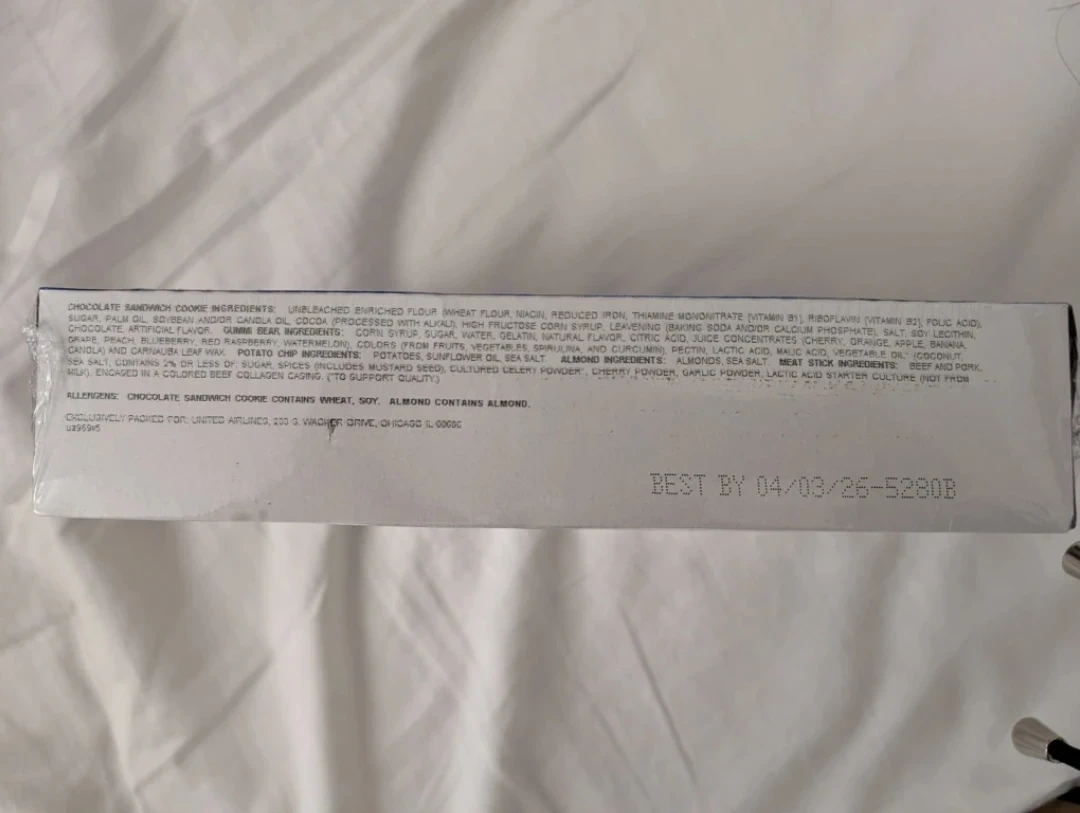 CHOCOLATE SANDWICH COOKIE INGREDIENTS: UNBLEACHED ENRICHED FLOUR (WHEAT FLOUR, NIACIN, REDUCED IRON, THIAMINE MONONITRATE [VITAMIN B1], RIBOFLAVIN [VITAMIN B2], FOLIC ACID),
SUGAR, PALM OIL, SOYBEAN AND/OR CANOLA OIL, COCOA (PROCESSED WITH ALKALI), HIGH FRUCTOSE CORN SYRUP, LEAVENING (BAKING SODA AND/OR CALCIUM PHOSPHATE), SALT, SOY LECITHIN,
CHOCOLATE, ARTIFICIAL FLAVOR. GUMMI BEAR INGREDIENTS: CORN SYRUP, SUGAR, WATER, GELATIN, NATURAL FLAVOR, CITRIC ACID, JUICE CONCENTRATES (CHERRY, ORANGE, APPLE, BANANA,
GRAPE, PEACH, BLUEBERRY, RED RASPBERRY, WATERMELON), COLORS (FROM FRUITS, VEGETABLES, SPIRULINA, AND CURCUMIN), PECTIN, LACTIC ACID, MALIC ACID, VEGETABLE OIL* (COCONUT,
CANOLA) AND CARNAUBA LEAF WAX. POTATO CHIP INGREDIENTS: POTATOES, SUNFLOWER OIL, SEA SALT. ALMOND INGREDIENTS: ALMONDS, SEA SALT. MEAT STICK INGREDIENTS: BEEF AND PORK,
SEA SALT, CONTAINS 2% OR LESS OF: SUGAR, SPICES (INCLUDES MUSTARD SEED), CULTURED CELERY POWDER*, CHERRY POWDER, GARLIC POWDER, LACTIC ACID STARTER CULTURE (NOT FROM
MILK), ENCASED IN A COLORED BEEF COLLAGEN CASING. (*TO SUPPORT QUALITY.)
ALLERGENS: CHOCOLATE SANDWICH COOKIE CONTAINS WHEAT, SOY. ALMOND CONTAINS ALMOND.
EXCLUSIVELY PACKED FOR: UNITED AIRLINES, 233 S. WACKER DRIVE, CHICAGO IL 60606
ua969v5
BEST BY 04/03/26-5280B